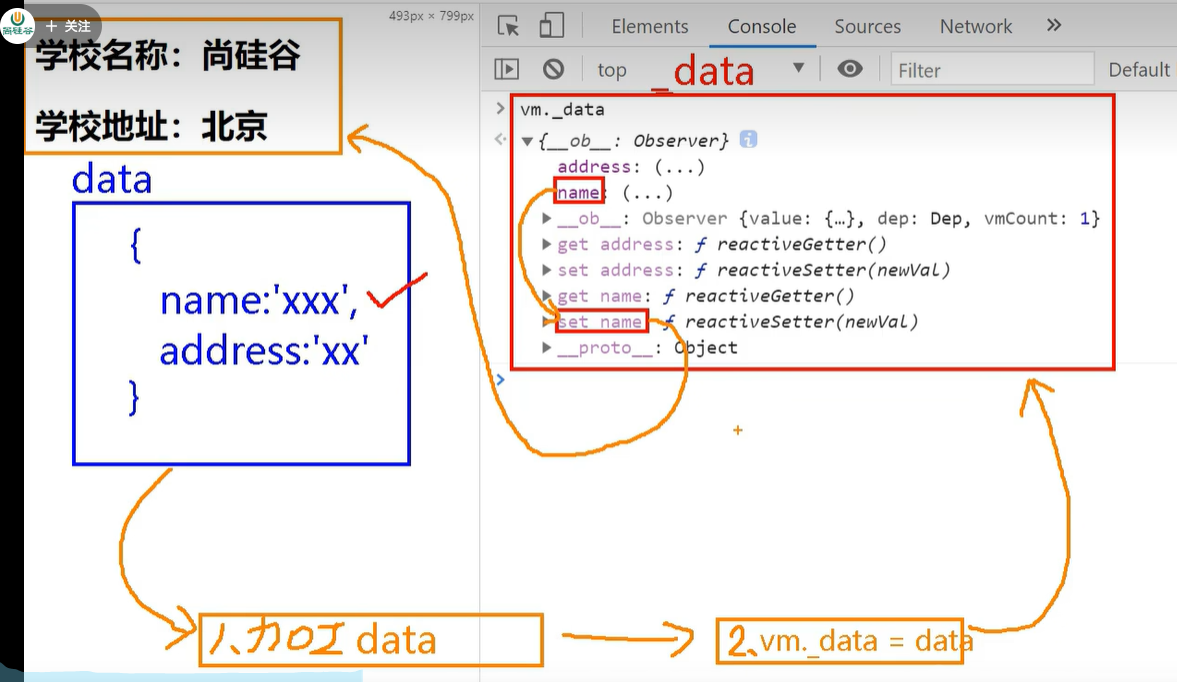 尚硅谷
+ 关注
493px × 799px
学校名称：尚硅谷
学校地址：北京
data
{
name:'xxx',
address:'xx'
}
1、加工 data
2、vm._data = data
Elements Console Sources Network »
top _data Filter Default
> vm._data
{__ob__: Observer} i
address: (...)
name: (...)
__ob__: Observer {value: {…}, dep: Dep, vmCount: 1}
get address: ƒ reactiveGetter()
set address: ƒ reactiveSetter(newVal)
get name: ƒ reactiveGetter()
set name: ƒ reactiveSetter(newVal)
__proto__: Object
>